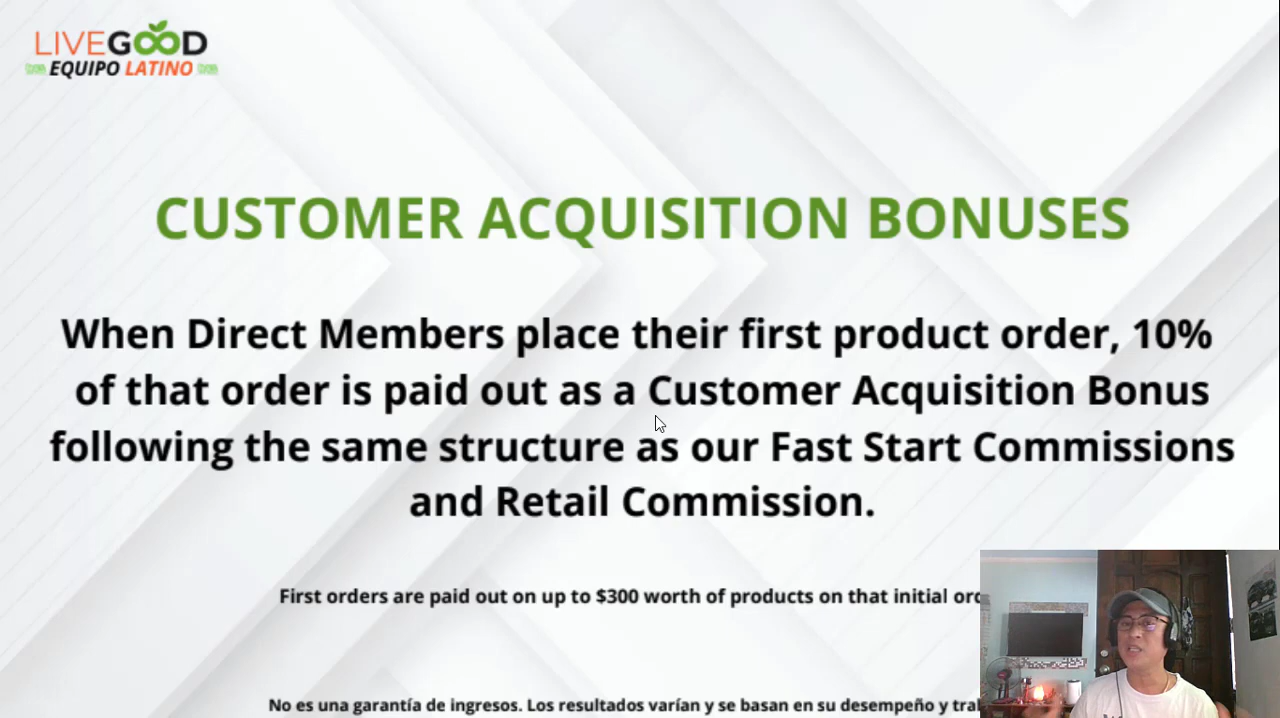 LIVEGOOD
EQUIPO LATINO
CUSTOMER ACQUISITION BONUSES
When Direct Members place their first product order, 10%
of that order is paid out as a Customer Acquisition Bonus
following the same structure as our Fast Start Commissions
and Retail Commission.
First orders are paid out on up to $300 worth of products on that initial
No es una garantía de ingresos. Los resultados varían y se basan en su desempeño y